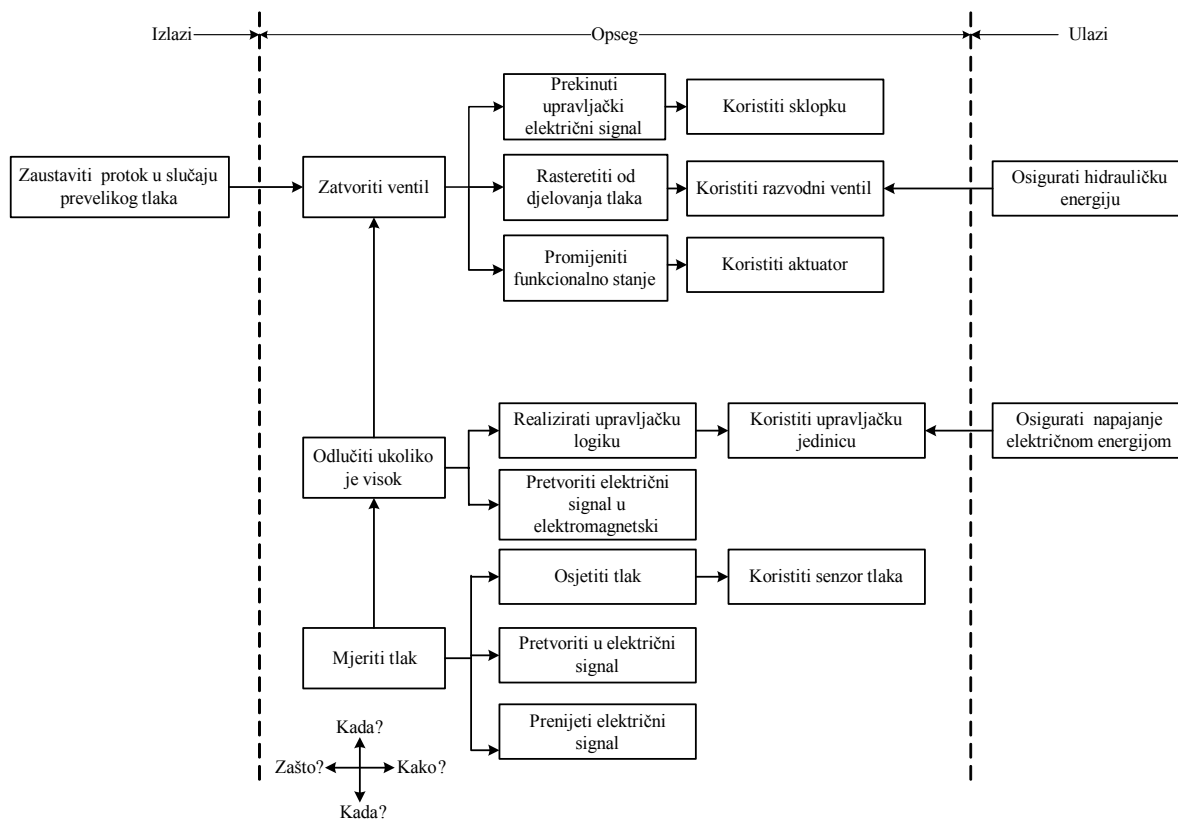 Izlazi
Opseg
Ulazi
Prekinuti
upravljački
električni signal
Koristiti sklopku
Zaustaviti protok u slučaju
prevelikog tlaka
Zatvoriti ventil
Rasteretiti od
djelovanja tlaka
Koristiti razvodni ventil
Osigurati hidrauličku
energiju
Promijeniti
funkcionalno stanje
Koristiti aktuator
Odlučiti ukoliko
je visok
Realizirati upravljačku
logiku
Koristiti upravljačku
jedinicu
Osigurati napajanje
električnom energijom
Pretvoriti električni
signal u
elektromagnetski
Osjetiti tlak
Koristiti senzor tlaka
Mjeriti tlak
Pretvoriti u električni
signal
Prenijeti električni
signal
Kada?
Zašto?
Kako?
Kada?